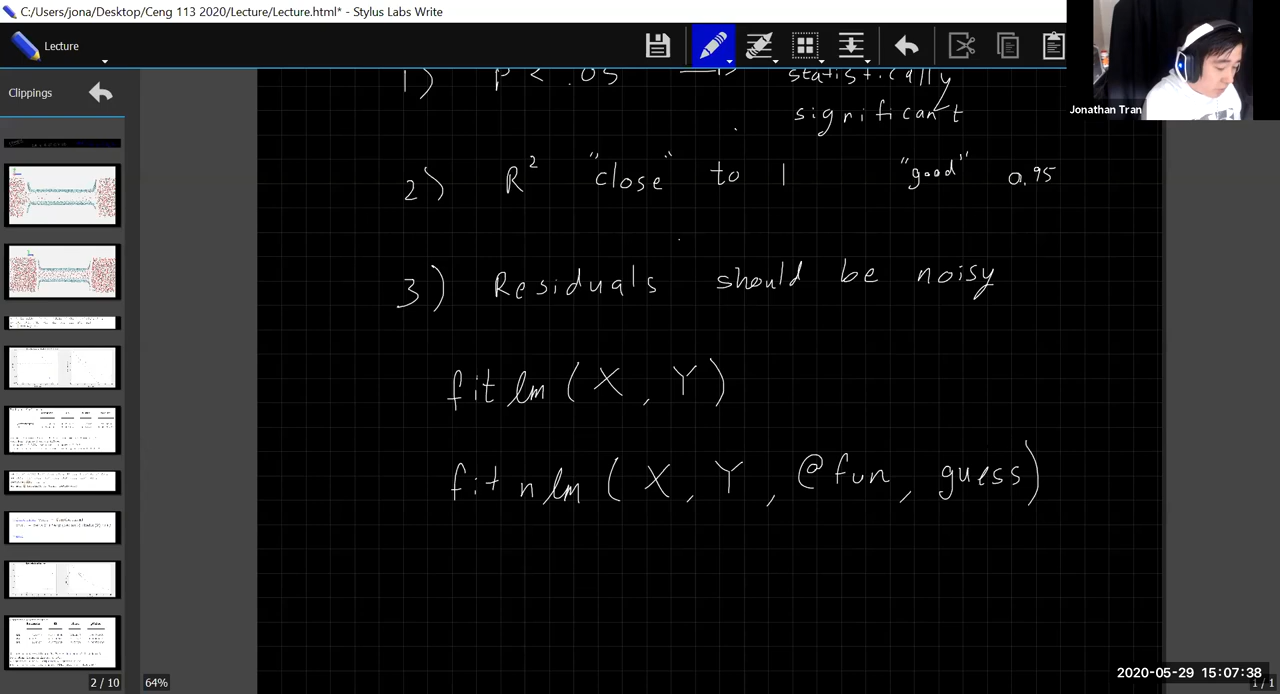 C:/Users/jona/Desktop/Ceng 113 2020/Lecture/Lecture.html* - Stylus Labs Write
Lecture
Clippings
1) P < .05 => statistically
significant
2) R² "close" to 1 "good" 0.95
3) Residuals should be noisy
fitlm (X, Y)
fitnlm (X, Y, @fun, guess)
Jonathan Tran
2 / 10
64%
2020-05-29 15:07:38
1 / 1